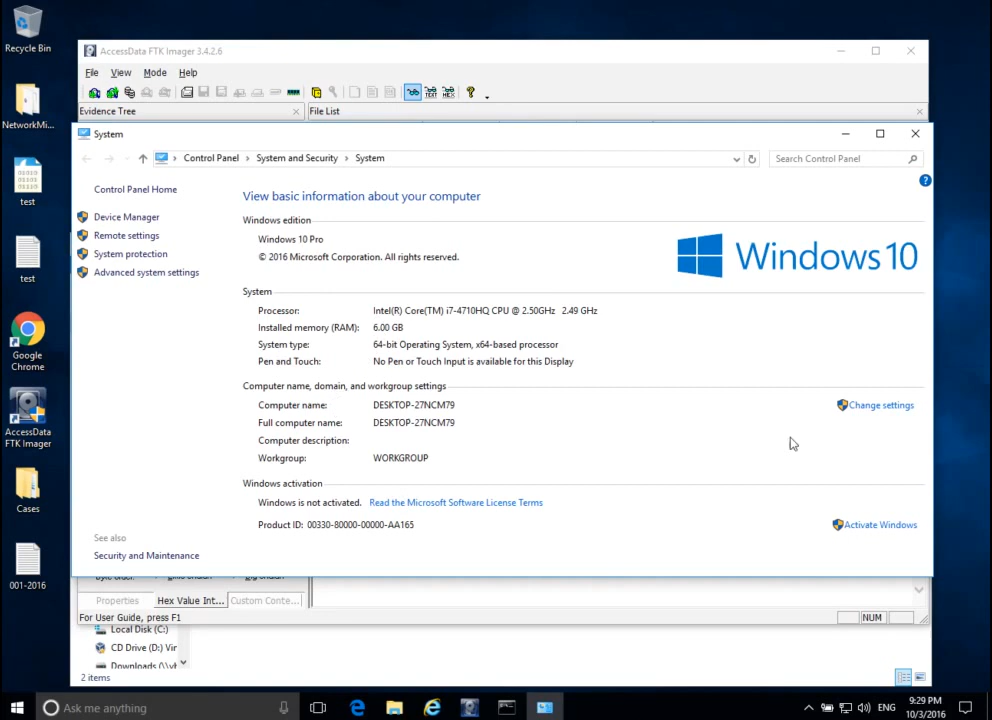 Recycle Bin
NetworkMi...
test
test
Google
Chrome
AccessData
FTK Imager
Cases
001-2016
AccessData FTK Imager 3.4.2.6
File View Mode Help
Evidence Tree
File List
System
Control Panel System and Security System
Search Control Panel
Control Panel Home
Device Manager
Remote settings
System protection
Advanced system settings
View basic information about your computer
Windows edition
Windows 10 Pro
© 2016 Microsoft Corporation. All rights reserved.
Windows 10
System
Processor: Intel(R) Core(TM) i7-4710HQ CPU @ 2.50GHz 2.49 GHz
Installed memory (RAM): 6.00 GB
System type: 64-bit Operating System, x64-based processor
Pen and Touch: No Pen or Touch Input is available for this Display
Computer name, domain, and workgroup settings
Computer name: DESKTOP-27NCM79
Change settings
Full computer name: DESKTOP-27NCM79
Computer description:
Workgroup: WORKGROUP
Windows activation
Windows is not activated. Read the Microsoft Software License Terms
Product ID: 00330-80000-00000-AA165
Activate Windows
See also
Security and Maintenance
Properties Hex Value Int... Custom Conte...
For User Guide, press F1
NUM
Local Disk (C:)
CD Drive (D:) Vir
Downloads (\\vb
2 items
Ask me anything
ENG
9:29 PM
10/3/2016